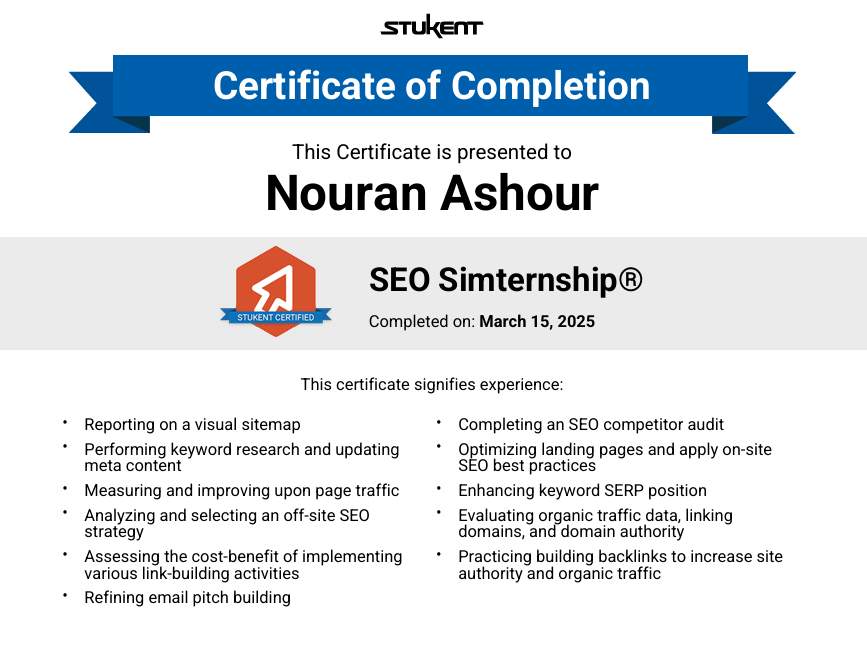 STUKENT
Certificate of Completion
This Certificate is presented to
Nouran Ashour
STUKENT CERTIFIED
SEO Simternship®
Completed on: March 15, 2025
This certificate signifies experience:
• Reporting on a visual sitemap
• Performing keyword research and updating
meta content
• Measuring and improving upon page traffic
• Analyzing and selecting an off-site SEO
strategy
• Assessing the cost-benefit of implementing
various link-building activities
• Refining email pitch building
• Completing an SEO competitor audit
• Optimizing landing pages and apply on-site
SEO best practices
• Enhancing keyword SERP position
• Evaluating organic traffic data, linking
domains, and domain authority
• Practicing building backlinks to increase site
authority and organic traffic